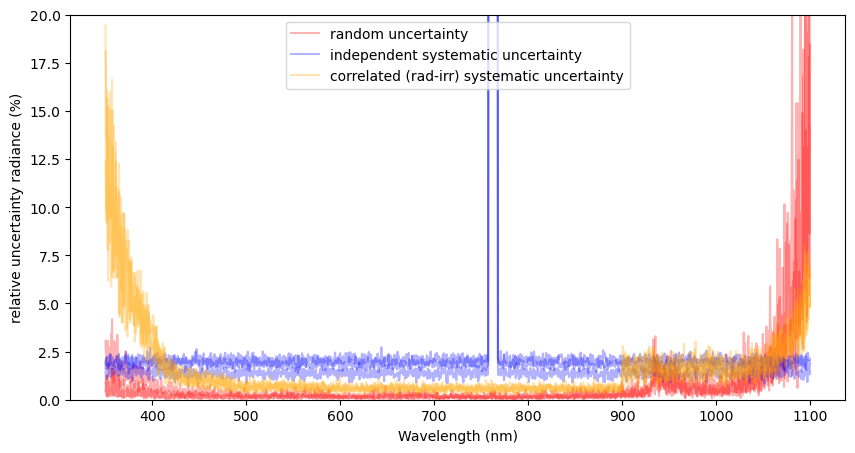 random uncertainty
independent systematic uncertainty
correlated (rad-irr) systematic uncertainty
relative uncertainty radiance (%)
20.0
17.5
15.0
12.5
10.0
7.5
5.0
2.5
0.0
400 500 600 700 800 900 1000 1100
Wavelength (nm)